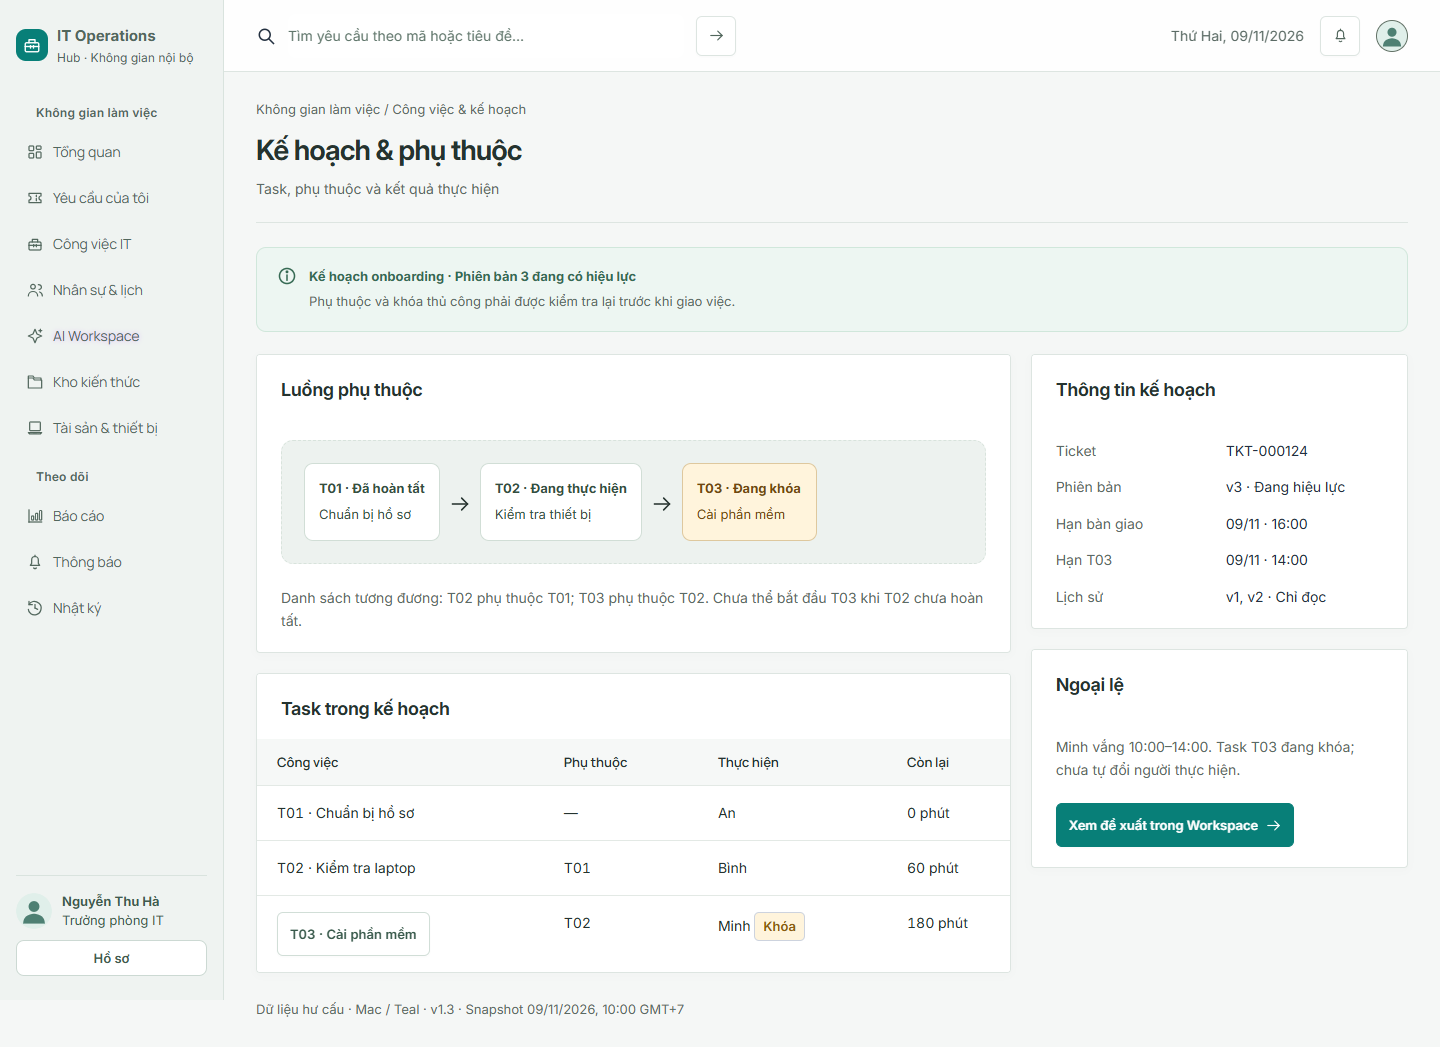 IT Operations
Hub · Không gian nội bộ
Không gian làm việc
Tổng quan
Yêu cầu của tôi
Công việc IT
Nhân sự & lịch
AI Workspace
Kho kiến thức
Tài sản & thiết bị
Theo dõi
Báo cáo
Thông báo
Nhật ký
Nguyễn Thu Hà
Trưởng phòng IT
Hồ sơ
Tìm yêu cầu theo mã hoặc tiêu đề...
Thứ Hai, 09/11/2026
Không gian làm việc / Công việc & kế hoạch
Kế hoạch & phụ thuộc
Task, phụ thuộc và kết quả thực hiện
Kế hoạch onboarding · Phiên bản 3 đang có hiệu lực
Phụ thuộc và khóa thủ công phải được kiểm tra lại trước khi giao việc.
Luồng phụ thuộc
T01 · Đã hoàn tất
Chuẩn bị hồ sơ
T02 · Đang thực hiện
Kiểm tra thiết bị
T03 · Đang khóa
Cài phần mềm
Danh sách tương đương: T02 phụ thuộc T01; T03 phụ thuộc T02. Chưa thể bắt đầu T03 khi T02 chưa hoàn
tất.
Task trong kế hoạch
Công việc Phụ thuộc Thực hiện Còn lại
T01 · Chuẩn bị hồ sơ — An 0 phút
T02 · Kiểm tra laptop T01 Bình 60 phút
T03 · Cài phần mềm T02 Minh Khóa 180 phút
Thông tin kế hoạch
Ticket TKT-000124
Phiên bản v3 · Đang hiệu lực
Hạn bàn giao 09/11 · 16:00
Hạn T03 09/11 · 14:00
Lịch sử v1, v2 · Chỉ đọc
Ngoại lệ
Minh vắng 10:00–14:00. Task T03 đang khóa;
chưa tự đổi người thực hiện.
Xem đề xuất trong Workspace
Dữ liệu hư cấu · Mac / Teal · v1.3 · Snapshot 09/11/2026, 10:00 GMT+7